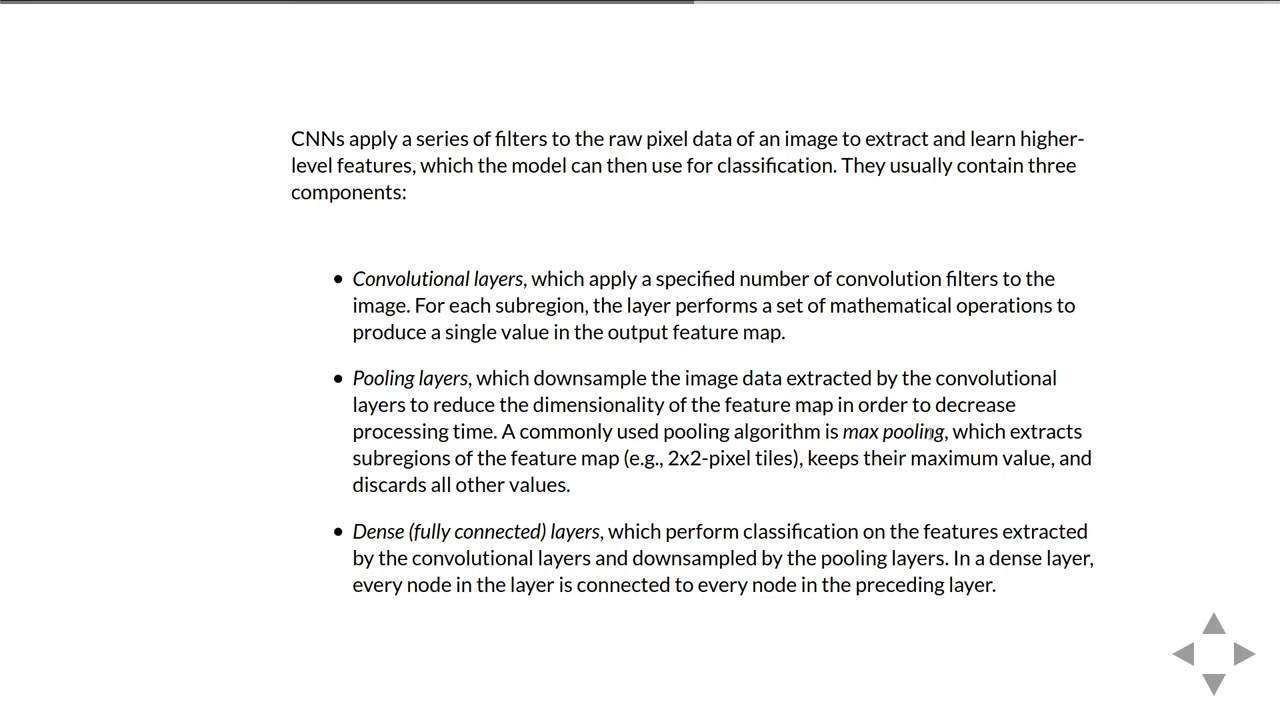 CNNs apply a series of filters to the raw pixel data of an image to extract and learn higher-
level features, which the model can then use for classification. They usually contain three
components:
• Convolutional layers, which apply a specified number of convolution filters to the
image. For each subregion, the layer performs a set of mathematical operations to
produce a single value in the output feature map.
• Pooling layers, which downsample the image data extracted by the convolutional
layers to reduce the dimensionality of the feature map in order to decrease
processing time. A commonly used pooling algorithm is max pooling, which extracts
subregions of the feature map (e.g., 2x2-pixel tiles), keeps their maximum value, and
discards all other values.
• Dense (fully connected) layers, which perform classification on the features extracted
by the convolutional layers and downsampled by the pooling layers. In a dense layer,
every node in the layer is connected to every node in the preceding layer.